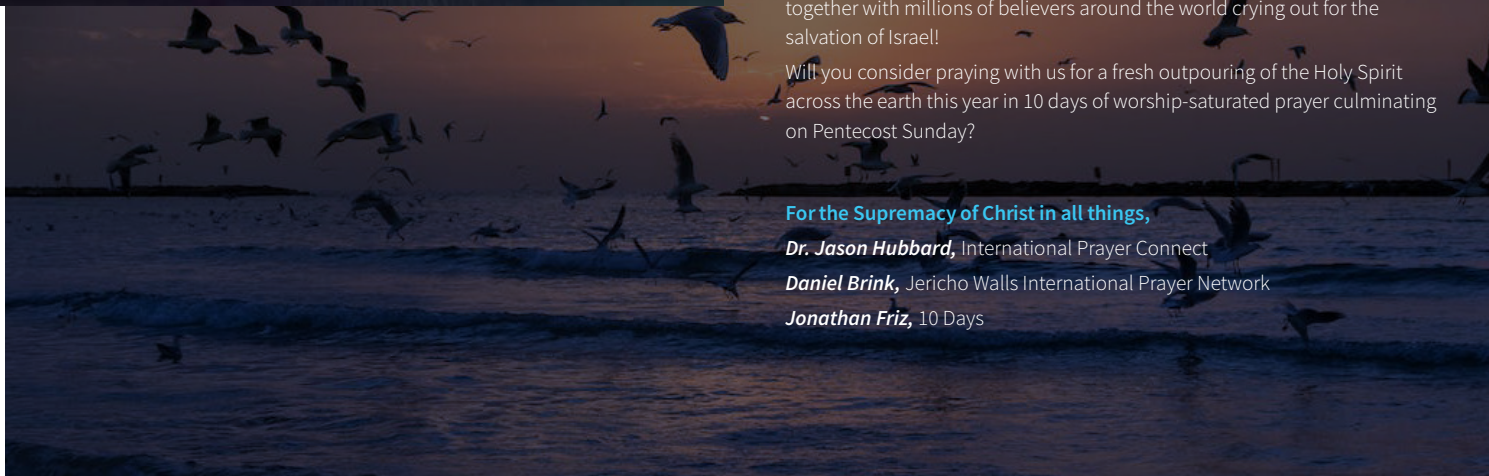 together with millions of believers around the world crying out for the
salvation of Israel!
Will you consider praying with us for a fresh outpouring of the Holy Spirit
across the earth this year in 10 days of worship-saturated prayer culminating
on Pentecost Sunday?
For the Supremacy of Christ in all things,
Dr. Jason Hubbard, International Prayer Connect
Daniel Brink, Jericho Walls International Prayer Network
Jonathan Friz, 10 Days